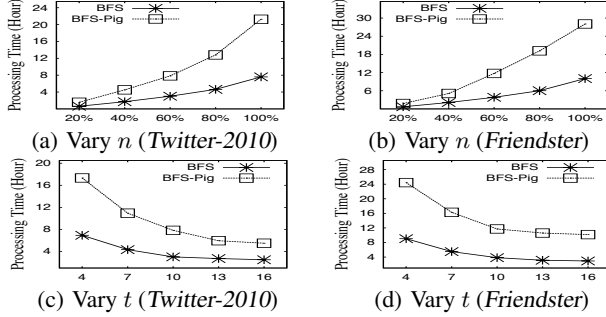 24
20
16
12
8
4
Processing Time (Hour)
BFS
BFS-Pig
20% 40% 60% 80% 100%
(a) Vary n (Twitter-2010)
30
24
18
12
6
Processing Time (Hour)
BFS
BFS-Pig
20% 40% 60% 80% 100%
(b) Vary n (Friendster)
20
16
12
8
4
Processing Time (Hour)
BFS
BFS-Pig
4 7 10 13 16
(c) Vary t (Twitter-2010)
28
24
20
16
12
8
4
Processing Time (Hour)
BFS
BFS-Pig
4 7 10 13 16
(d) Vary t (Friendster)